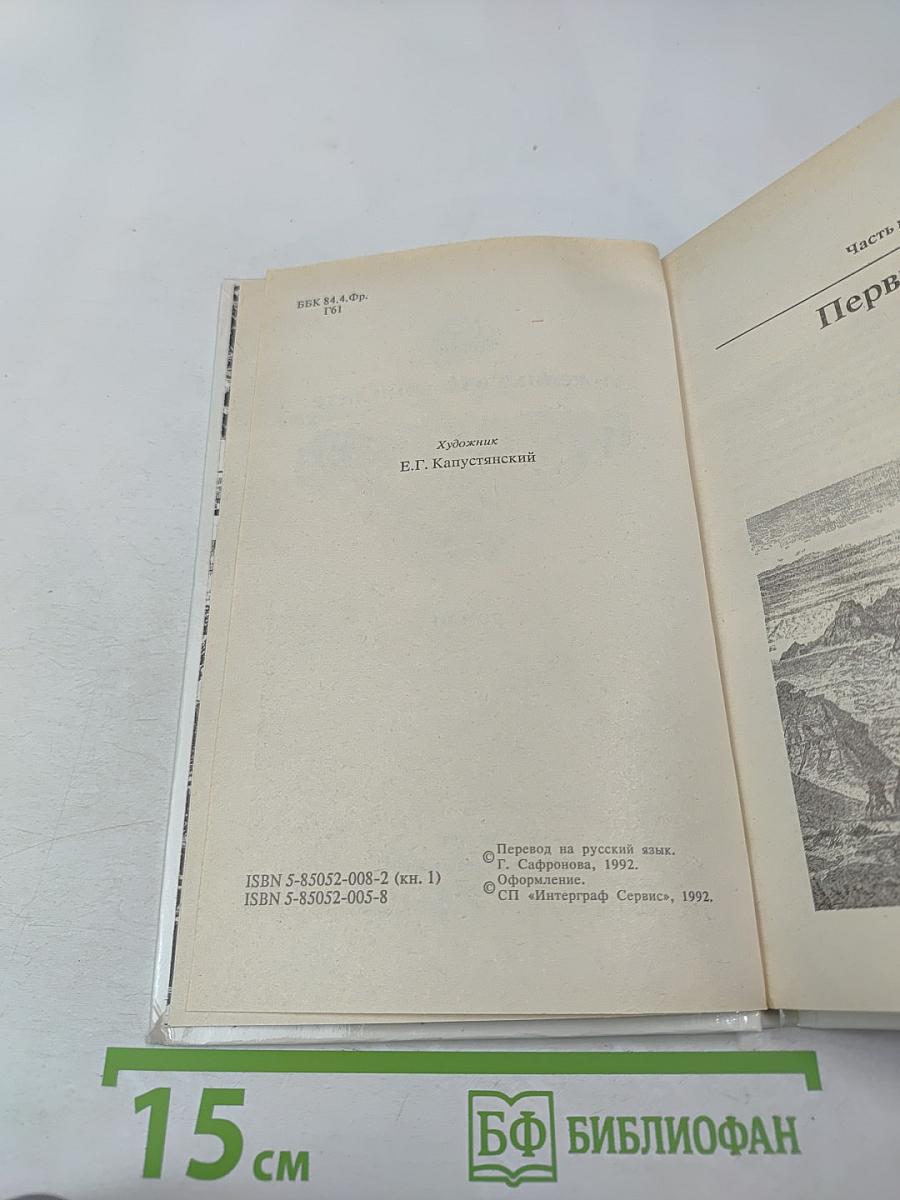 ББК 84.4.Фр.
Г61
Художник
Е.Г. Капустянский
ISBN 5-85052-008-2 (кн. 1)
ISBN 5-85052-005-8
© Перевод на русский язык.
Г. Сафронова, 1992.
© Оформление.
СП «Интерграф Сервис», 1992.
Часть
Перв
15 см
БФ БИБЛИОФАН